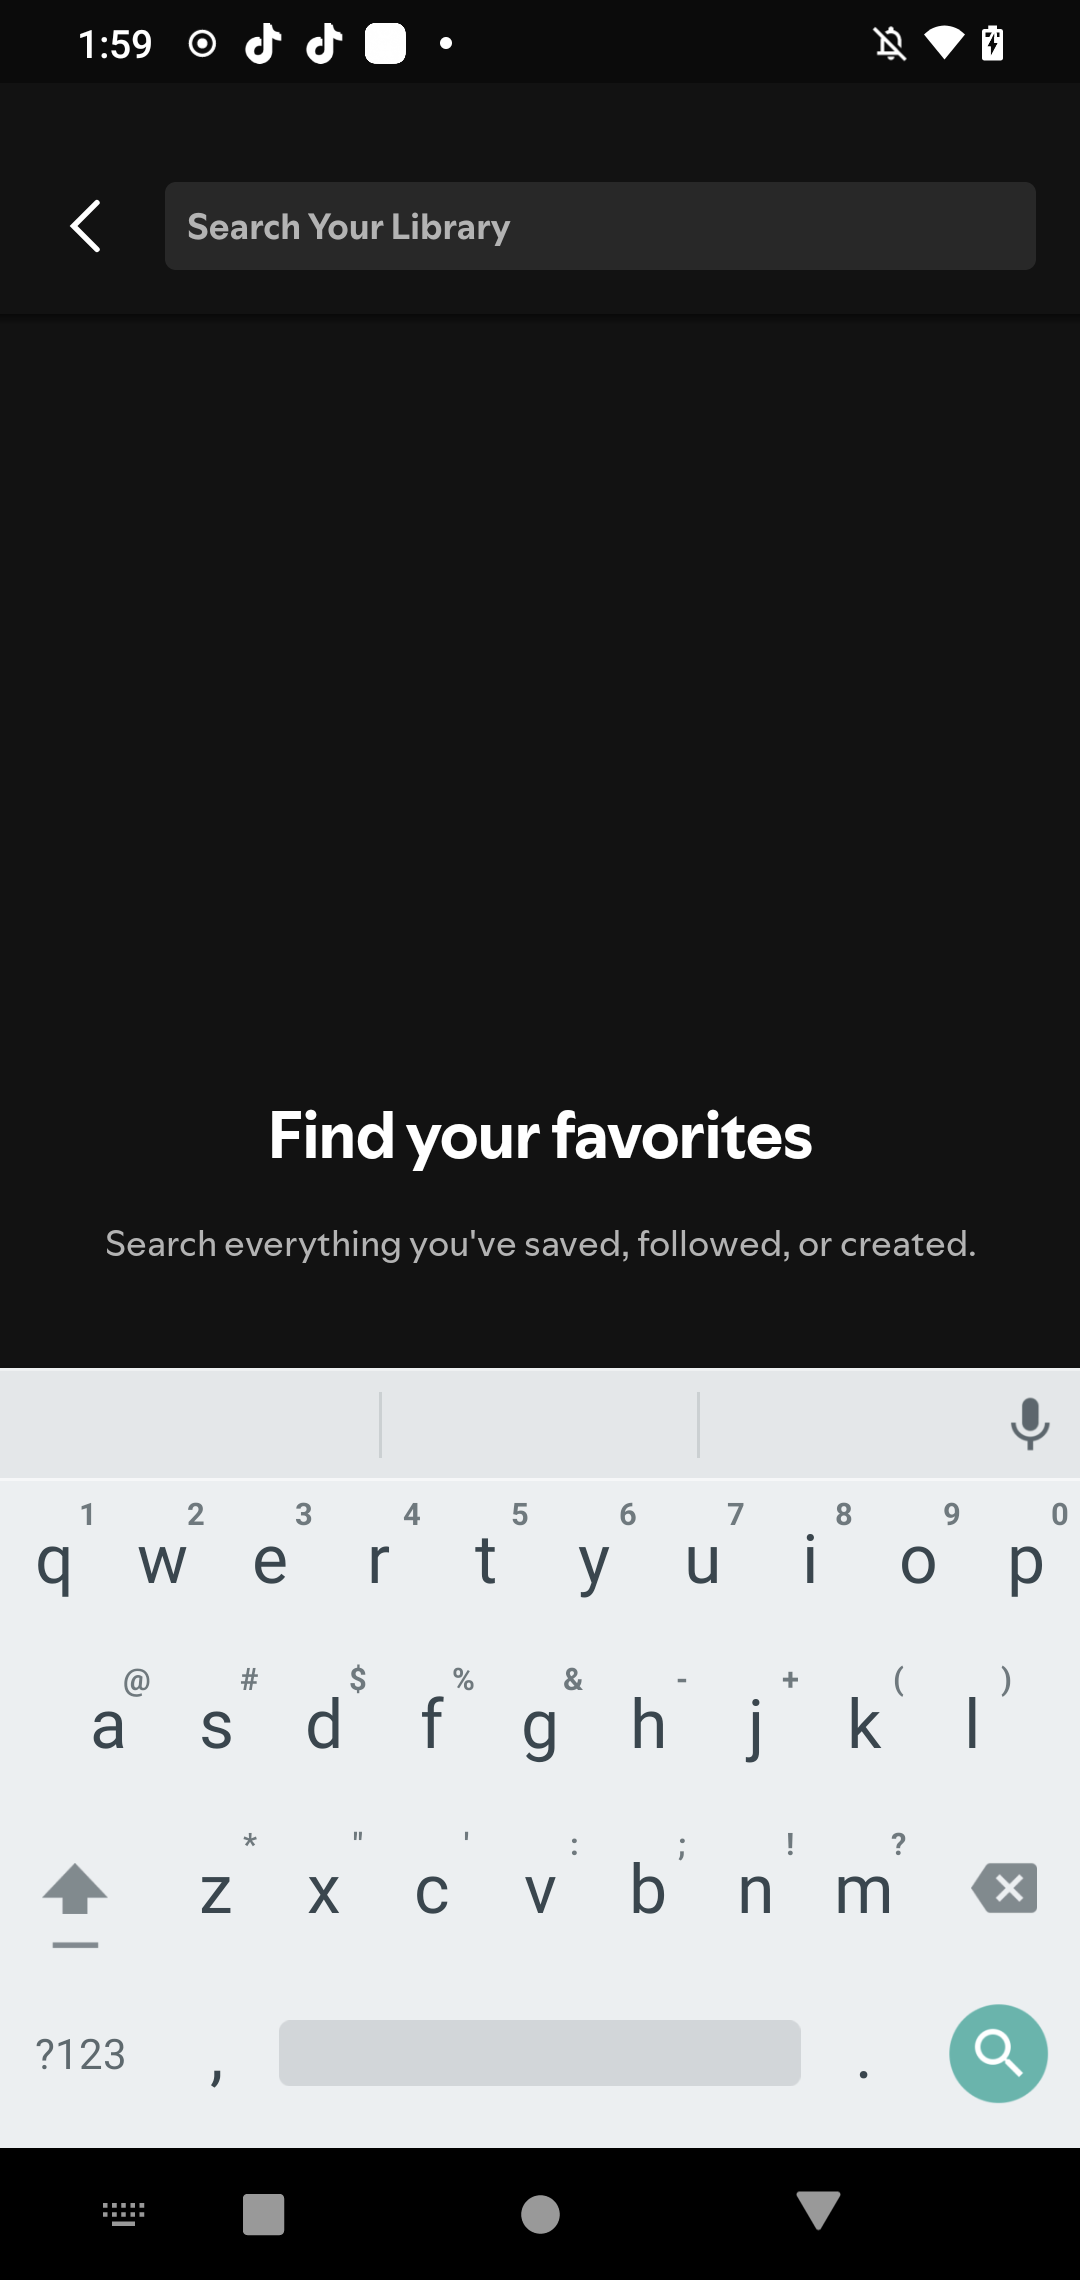 1:59
Search Your Library
Find your favorites
Search everything you've saved, followed, or created.
1 2 3 4 5 6 7 8 9 0
q w e r t y u i o p
@ # $ % & - + ( )
a s d f g h j k l
* " ' : ; ! ?
z x c v b n m
?123 , .